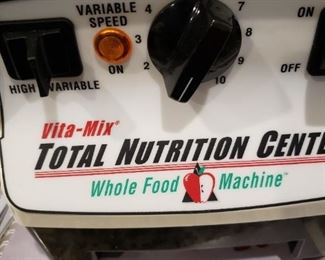 VARIABLE SPEED
ON
HIGH VARIABLE
4 3 2 7 8 9 10
ON
OFF
Vita-Mix®
TOTAL NUTRITION CENTE
Whole Food Machine™